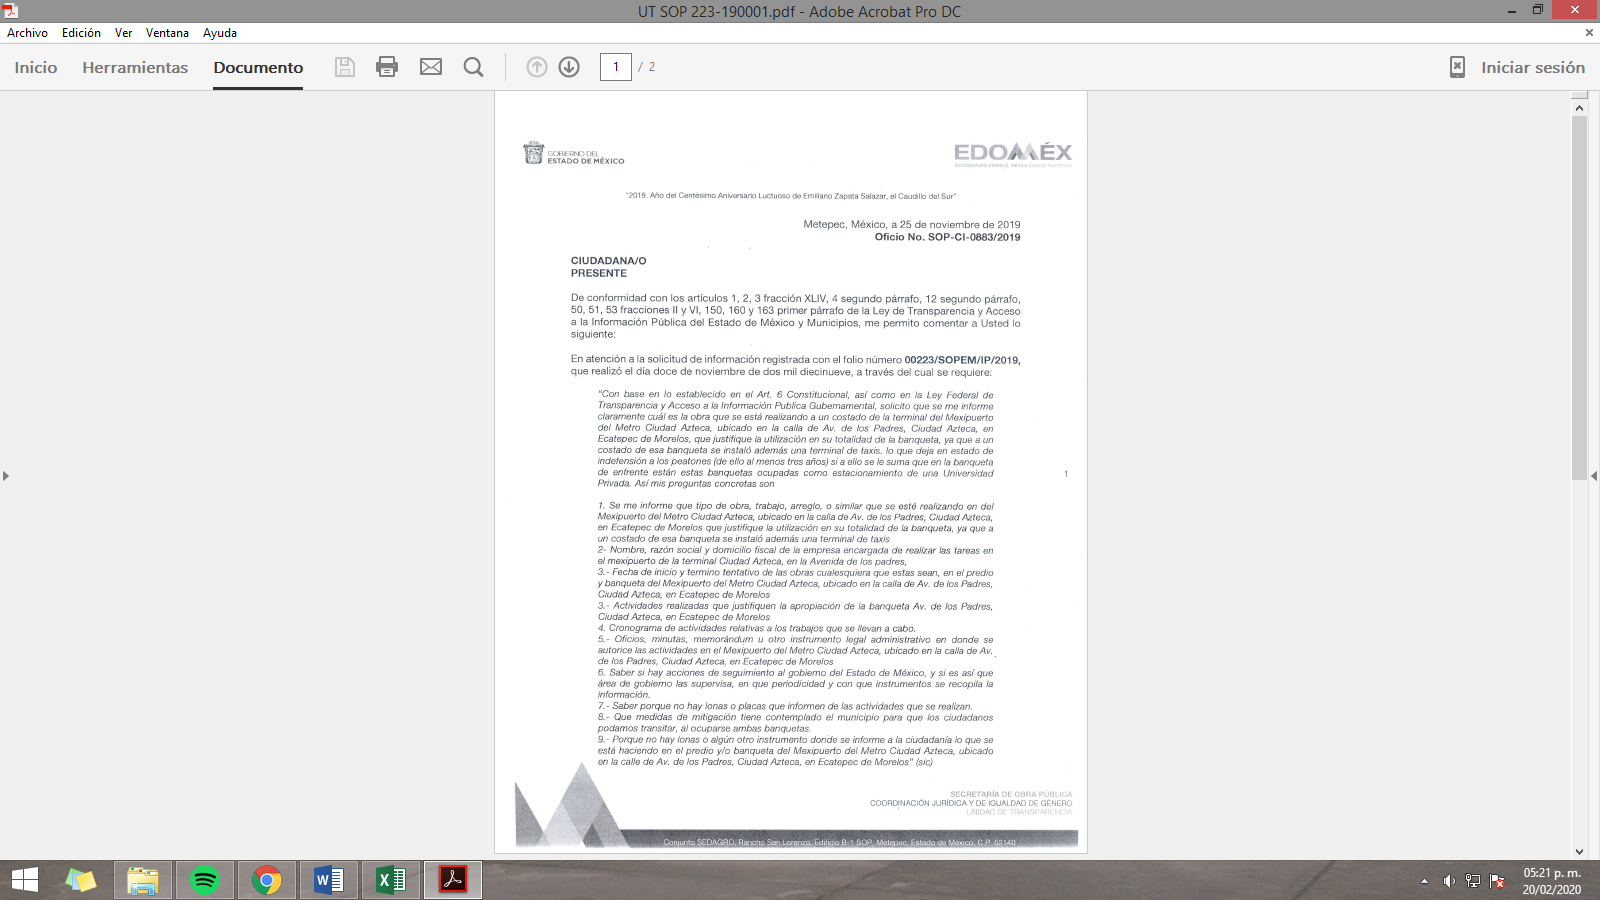 UT SOP 223-190001.pdf - Adobe Acrobat Pro DC
Archivo Edición Ver Ventana Ayuda
Inicio Herramientas Documento 1 / 2 Iniciar sesión
GOBIERNO DEL
ESTADO DE MÉXICO
EDOMÉX
"2019. Año del Centésimo Aniversario Luctuoso de Emiliano Zapata Salazar, el Caudillo del Sur"
Metepec, México, a 25 de noviembre de 2019
Oficio No. SOP-CI-0883/2019
CIUDADANA/O
PRESENTE
De conformidad con los artículos 1, 2, 3 fracción XLIV, 4 segundo párrafo, 12 segundo párrafo,
50, 51, 53 fracciones II y VI, 150, 160 y 163 primer párrafo de la Ley de Transparencia y Acceso
a la Información Pública del Estado de México y Municipios, me permito comentar a Usted lo
siguiente:
En atención a la solicitud de información registrada con el folio número 00223/SOPEM/IP/2019,
que realizó el día doce de noviembre de dos mil diecinueve, a través del cual se requiere:
"Con base en lo establecido en el Art. 6 Constitucional, así como en la Ley Federal de
Transparencia y Acceso a la Información Publica Gubernamental, solicito que se me informe
claramente cuál es la obra que se está realizando a un costado de la terminal del Mexipuerto
del Metro Ciudad Azteca, ubicado en la calla de Av. de los Padres, Ciudad Azteca, en
Ecatepec de Morelos, que justifique la utilización en su totalidad de la banqueta, ya que a un
costado de esa banqueta se instaló además una terminal de taxis. lo que deja en estado de
indefensión a los peatones (de ello al menos tres años) si a ello se le suma que en la banqueta
de enfrente están estas banquetas ocupadas como estacionamiento de una Universidad
Privada. Así mis preguntas concretas son
1
1. Se me informe que tipo de obra, trabajo, arreglo, o similar que se esté realizando en del
Mexipuerto del Metro Ciudad Azteca, ubicado en la calla de Av. de los Padres, Ciudad Azteca,
en Ecatepec de Morelos que justifique la utilización en su totalidad de la banqueta, ya que a
un costado de esa banqueta se instaló además una terminal de taxis
2- Nombre, razón social y domicilio fiscal de la empresa encargada de realizar las tareas en
el mexipuerto de la terminal Ciudad Azteca, en la Avenida de los padres,
3.- Fecha de inicio y termino tentativo de las obras cualesquiera que estas sean, en el predio
y banqueta del Mexipuerto del Metro Ciudad Azteca, ubicado en la calla de Av. de los Padres,
Ciudad Azteca, en Ecatepec de Morelos
3.- Actividades realizadas que justifiquen la apropiación de la banqueta Av. de los Padres,
Ciudad Azteca, en Ecatepec de Morelos
4. Cronograma de actividades relativas a los trabajos que se llevan a cabo.
5.- Oficios, minutas, memorándum u otro instrumento legal administrativo en donde se
autorice las actividades en el Mexipuerto del Metro Ciudad Azteca, ubicado en la calla de Av.
de los Padres, Ciudad Azteca, en Ecatepec de Morelos
6. Saber si hay acciones de seguimiento al gobierno del Estado de México, y si es así que
área de gobierno las supervisa, en que periodicidad y con que instrumentos se recopila la
información.
7.- Saber porque no hay lonas o placas que informen de las actividades que se realizan.
8.- Que medidas de mitigación tiene contemplado el municipio para que los ciudadanos
podamos transitar, al ocuparse ambas banquetas.
9.- Porque no hay lonas o algún otro instrumento donde se informe a la ciudadanía lo que se
está haciendo en el predio y/o banqueta del Mexipuerto del Metro Ciudad Azteca, ubicado
en la calle de Av. de los Padres, Ciudad Azteca, en Ecatepec de Morelos" (sic)
SECRETARÍA DE OBRA PÚBLICA
COORDINACIÓN JURÍDICA Y DE IGUALDAD DE GÉNERO
UNIDAD DE TRANSPARENCIA
Conjunto SEDAGRO, Rancho San Lorenzo, Edificio B-1 SOP, Metepec, Estado de México, C.P. 52140
05:21 p. m.
20/02/2020